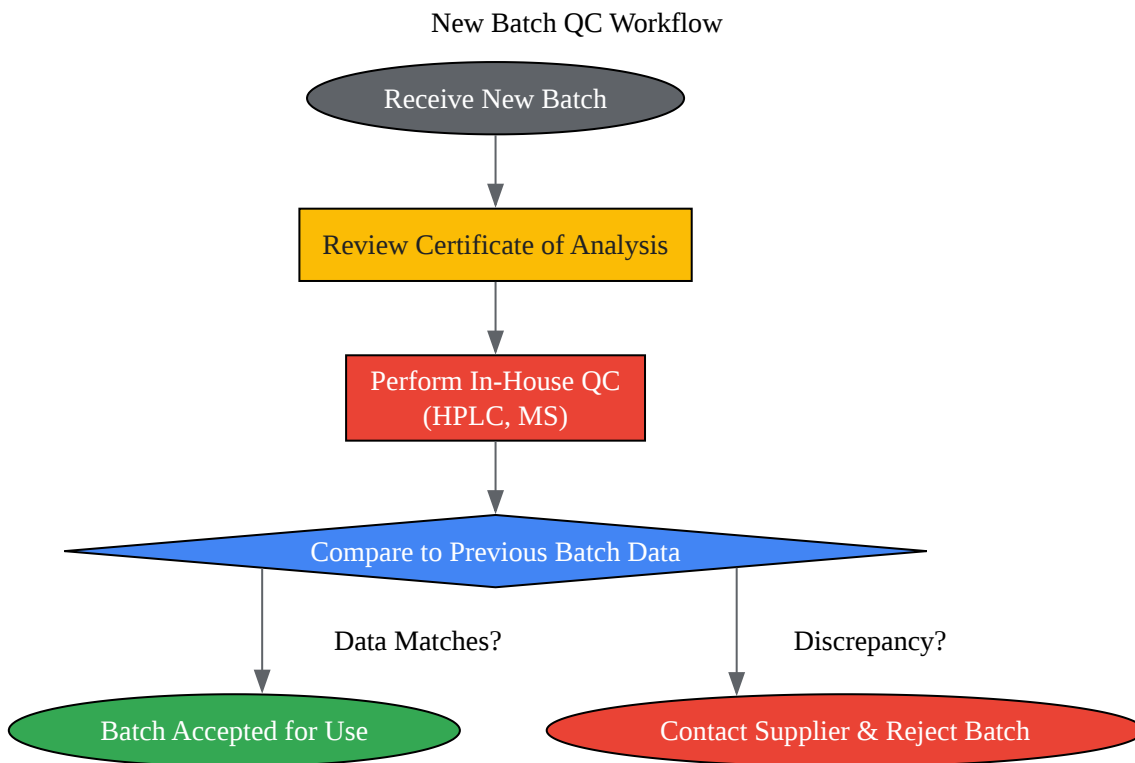 New Batch QC Workflow
Receive New Batch
Review Certificate of Analysis
Perform In-House QC
(HPLC, MS)
Compare to Previous Batch Data
Data Matches?
Discrepancy?
Batch Accepted for Use
Contact Supplier & Reject Batch